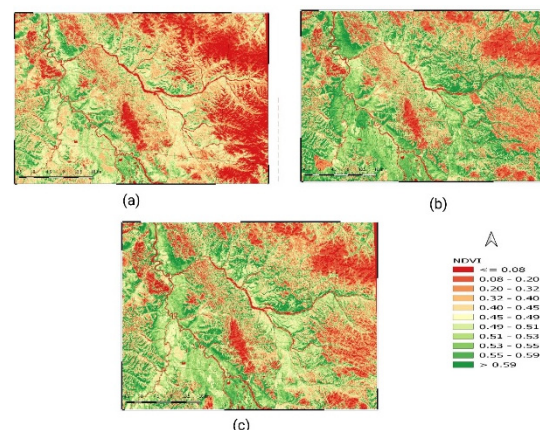 (a)
(b)
(c)
NDVI
<= 0.08
0.08 - 0.20
0.20 - 0.32
0.32 - 0.40
0.40 - 0.45
0.45 - 0.49
0.49 - 0.51
0.51 - 0.53
0.53 - 0.55
0.55 - 0.59
> 0.59